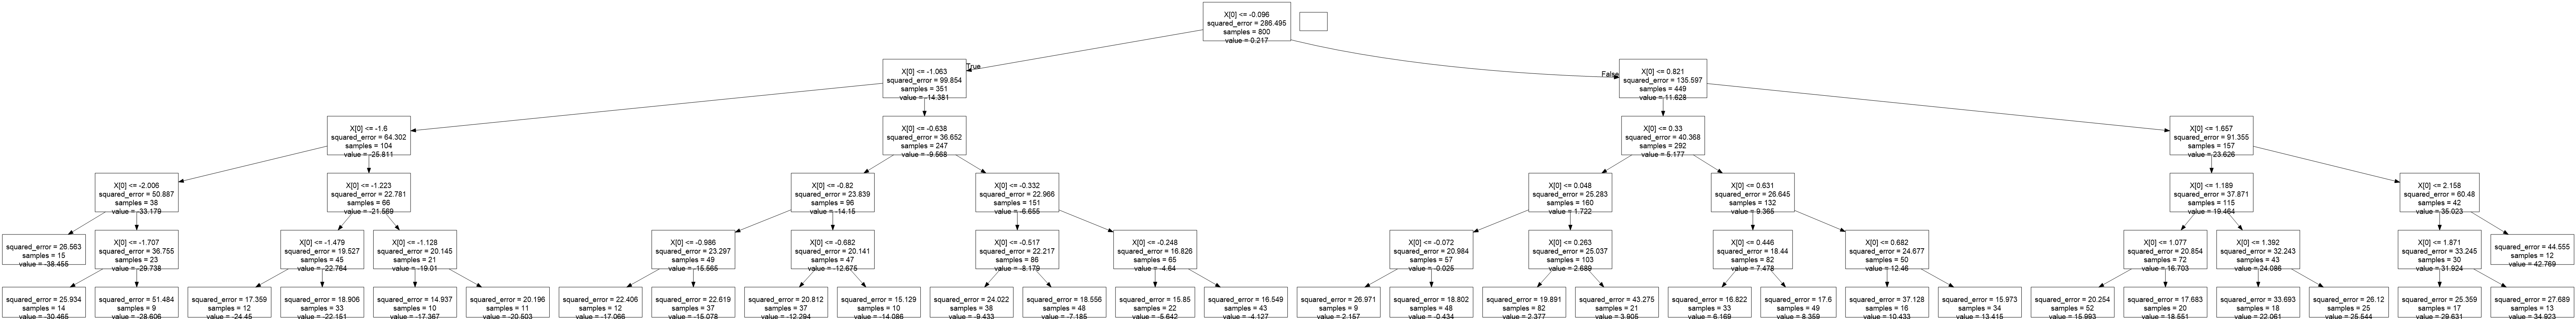 X[0] <= -0.096
squared_error = 286.495
samples = 800
value = 0.217
True
False
X[0] <= -1.063
squared_error = 99.854
samples = 351
value = -14.381
X[0] <= 0.821
squared_error = 135.597
samples = 449
value = 11.628
X[0] <= -1.6
squared_error = 64.302
samples = 104
value = -25.811
X[0] <= -0.638
squared_error = 36.652
samples = 247
value = -9.568
X[0] <= 0.33
squared_error = 40.368
samples = 292
value = 5.177
X[0] <= 1.657
squared_error = 91.355
samples = 157
value = 23.626
X[0] <= -2.006
squared_error = 50.887
samples = 38
value = -33.179
X[0] <= -1.223
squared_error = 22.781
samples = 66
value = -21.569
X[0] <= -0.82
squared_error = 23.839
samples = 96
value = -14.15
X[0] <= -0.332
squared_error = 22.966
samples = 151
value = -6.655
X[0] <= 0.048
squared_error = 25.283
samples = 160
value = 1.722
X[0] <= 0.631
squared_error = 26.645
samples = 132
value = 9.365
X[0] <= 1.189
squared_error = 37.871
samples = 115
value = 19.464
X[0] <= 2.158
squared_error = 60.48
samples = 42
value = 35.023
squared_error = 26.563
samples = 15
value = -38.455
X[0] <= -1.707
squared_error = 36.755
samples = 23
value = -29.738
X[0] <= -1.479
squared_error = 19.527
samples = 45
value = -22.764
X[0] <= -1.128
squared_error = 20.145
samples = 21
value = -19.01
X[0] <= -0.986
squared_error = 23.297
samples = 49
value = -15.565
X[0] <= -0.682
squared_error = 20.141
samples = 47
value = -12.675
X[0] <= -0.517
squared_error = 22.217
samples = 86
value = -8.179
X[0] <= -0.248
squared_error = 16.826
samples = 65
value = -4.64
X[0] <= -0.072
squared_error = 20.984
samples = 57
value = -0.025
X[0] <= 0.263
squared_error = 25.037
samples = 103
value = 2.689
X[0] <= 0.446
squared_error = 18.44
samples = 82
value = 7.478
X[0] <= 0.682
squared_error = 24.677
samples = 50
value = 12.46
X[0] <= 1.077
squared_error = 20.854
samples = 72
value = 16.703
X[0] <= 1.392
squared_error = 32.243
samples = 43
value = 24.086
X[0] <= 1.871
squared_error = 33.245
samples = 30
value = 31.924
squared_error = 44.555
samples = 12
value = 42.769
squared_error = 25.934
samples = 14
value = -30.465
squared_error = 51.484
samples = 9
value = -28.606
squared_error = 17.359
samples = 12
value = -24.45
squared_error = 18.906
samples = 33
value = -22.151
squared_error = 14.937
samples = 10
value = -17.367
squared_error = 20.196
samples = 11
value = -20.503
squared_error = 22.406
samples = 12
value = -17.066
squared_error = 22.619
samples = 37
value = -15.078
squared_error = 20.812
samples = 37
value = -12.294
squared_error = 15.129
samples = 10
value = -14.086
squared_error = 24.022
samples = 38
value = -9.433
squared_error = 18.556
samples = 48
value = -7.185
squared_error = 15.85
samples = 22
value = -5.642
squared_error = 16.549
samples = 43
value = -4.127
squared_error = 26.971
samples = 9
value = 2.157
squared_error = 18.802
samples = 48
value = -0.434
squared_error = 19.891
samples = 82
value = 2.377
squared_error = 43.275
samples = 21
value = 3.905
squared_error = 16.822
samples = 33
value = 6.169
squared_error = 17.6
samples = 49
value = 8.359
squared_error = 37.128
samples = 16
value = 10.433
squared_error = 15.973
samples = 34
value = 13.415
squared_error = 20.254
samples = 52
value = 15.993
squared_error = 17.683
samples = 20
value = 18.551
squared_error = 33.693
samples = 18
value = 22.061
squared_error = 26.12
samples = 25
value = 25.544
squared_error = 25.359
samples = 17
value = 29.631
squared_error = 27.689
samples = 13
value = 34.923